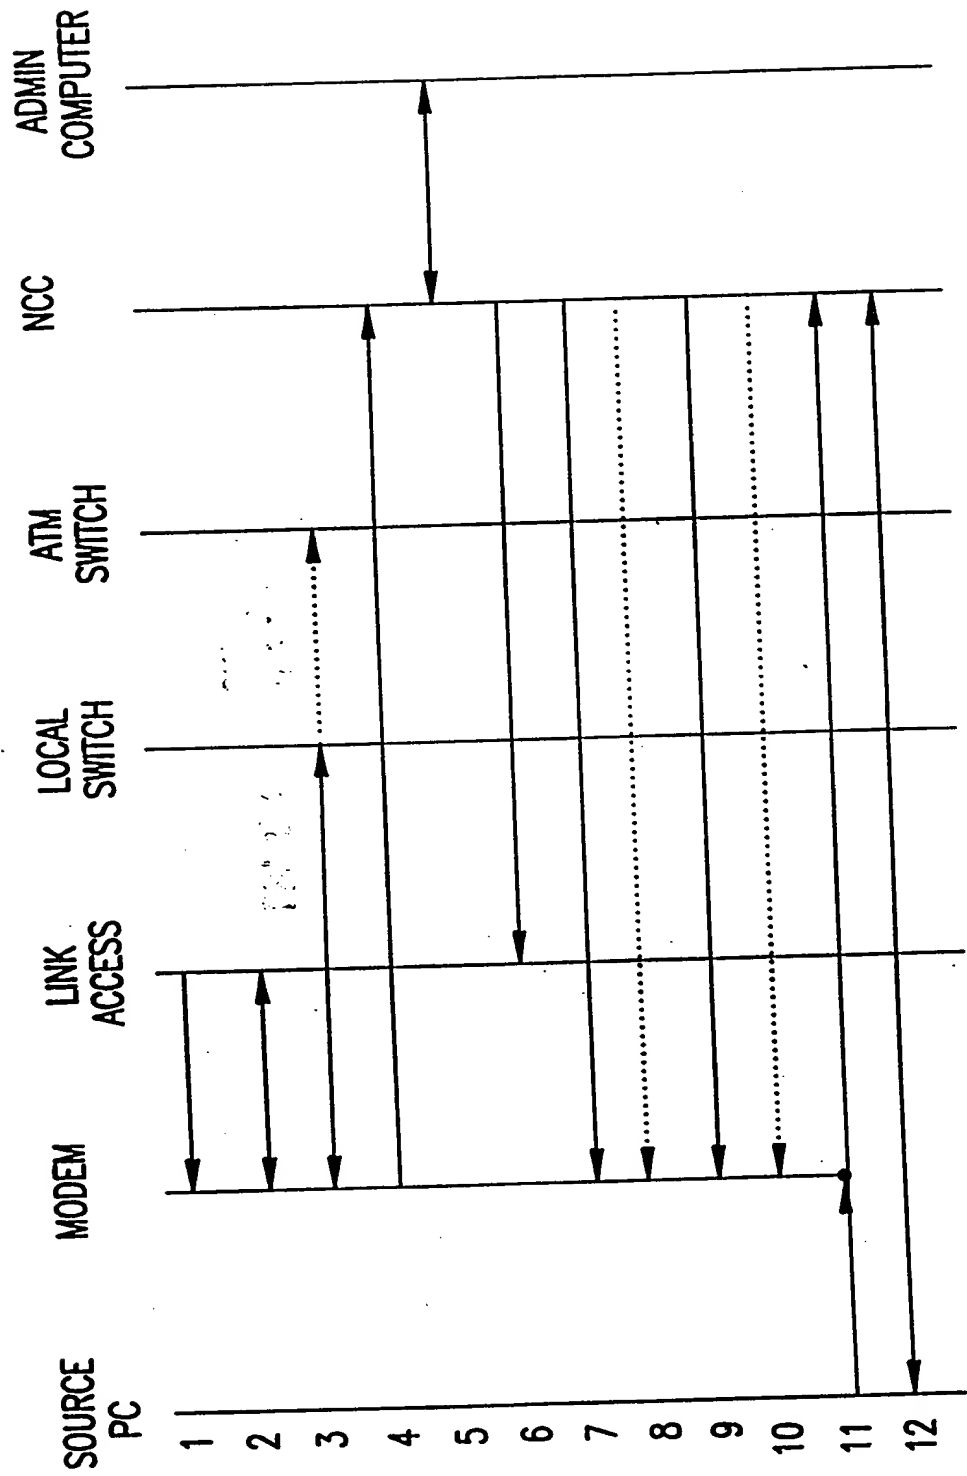 SOURCE
PC
MODEM
LINK
ACCESS
LOCAL
SWITCH
ATM
SWITCH
NCC
ADMIN
COMPUTER
1
2
3
4
5
6
7
8
9
10
11
12